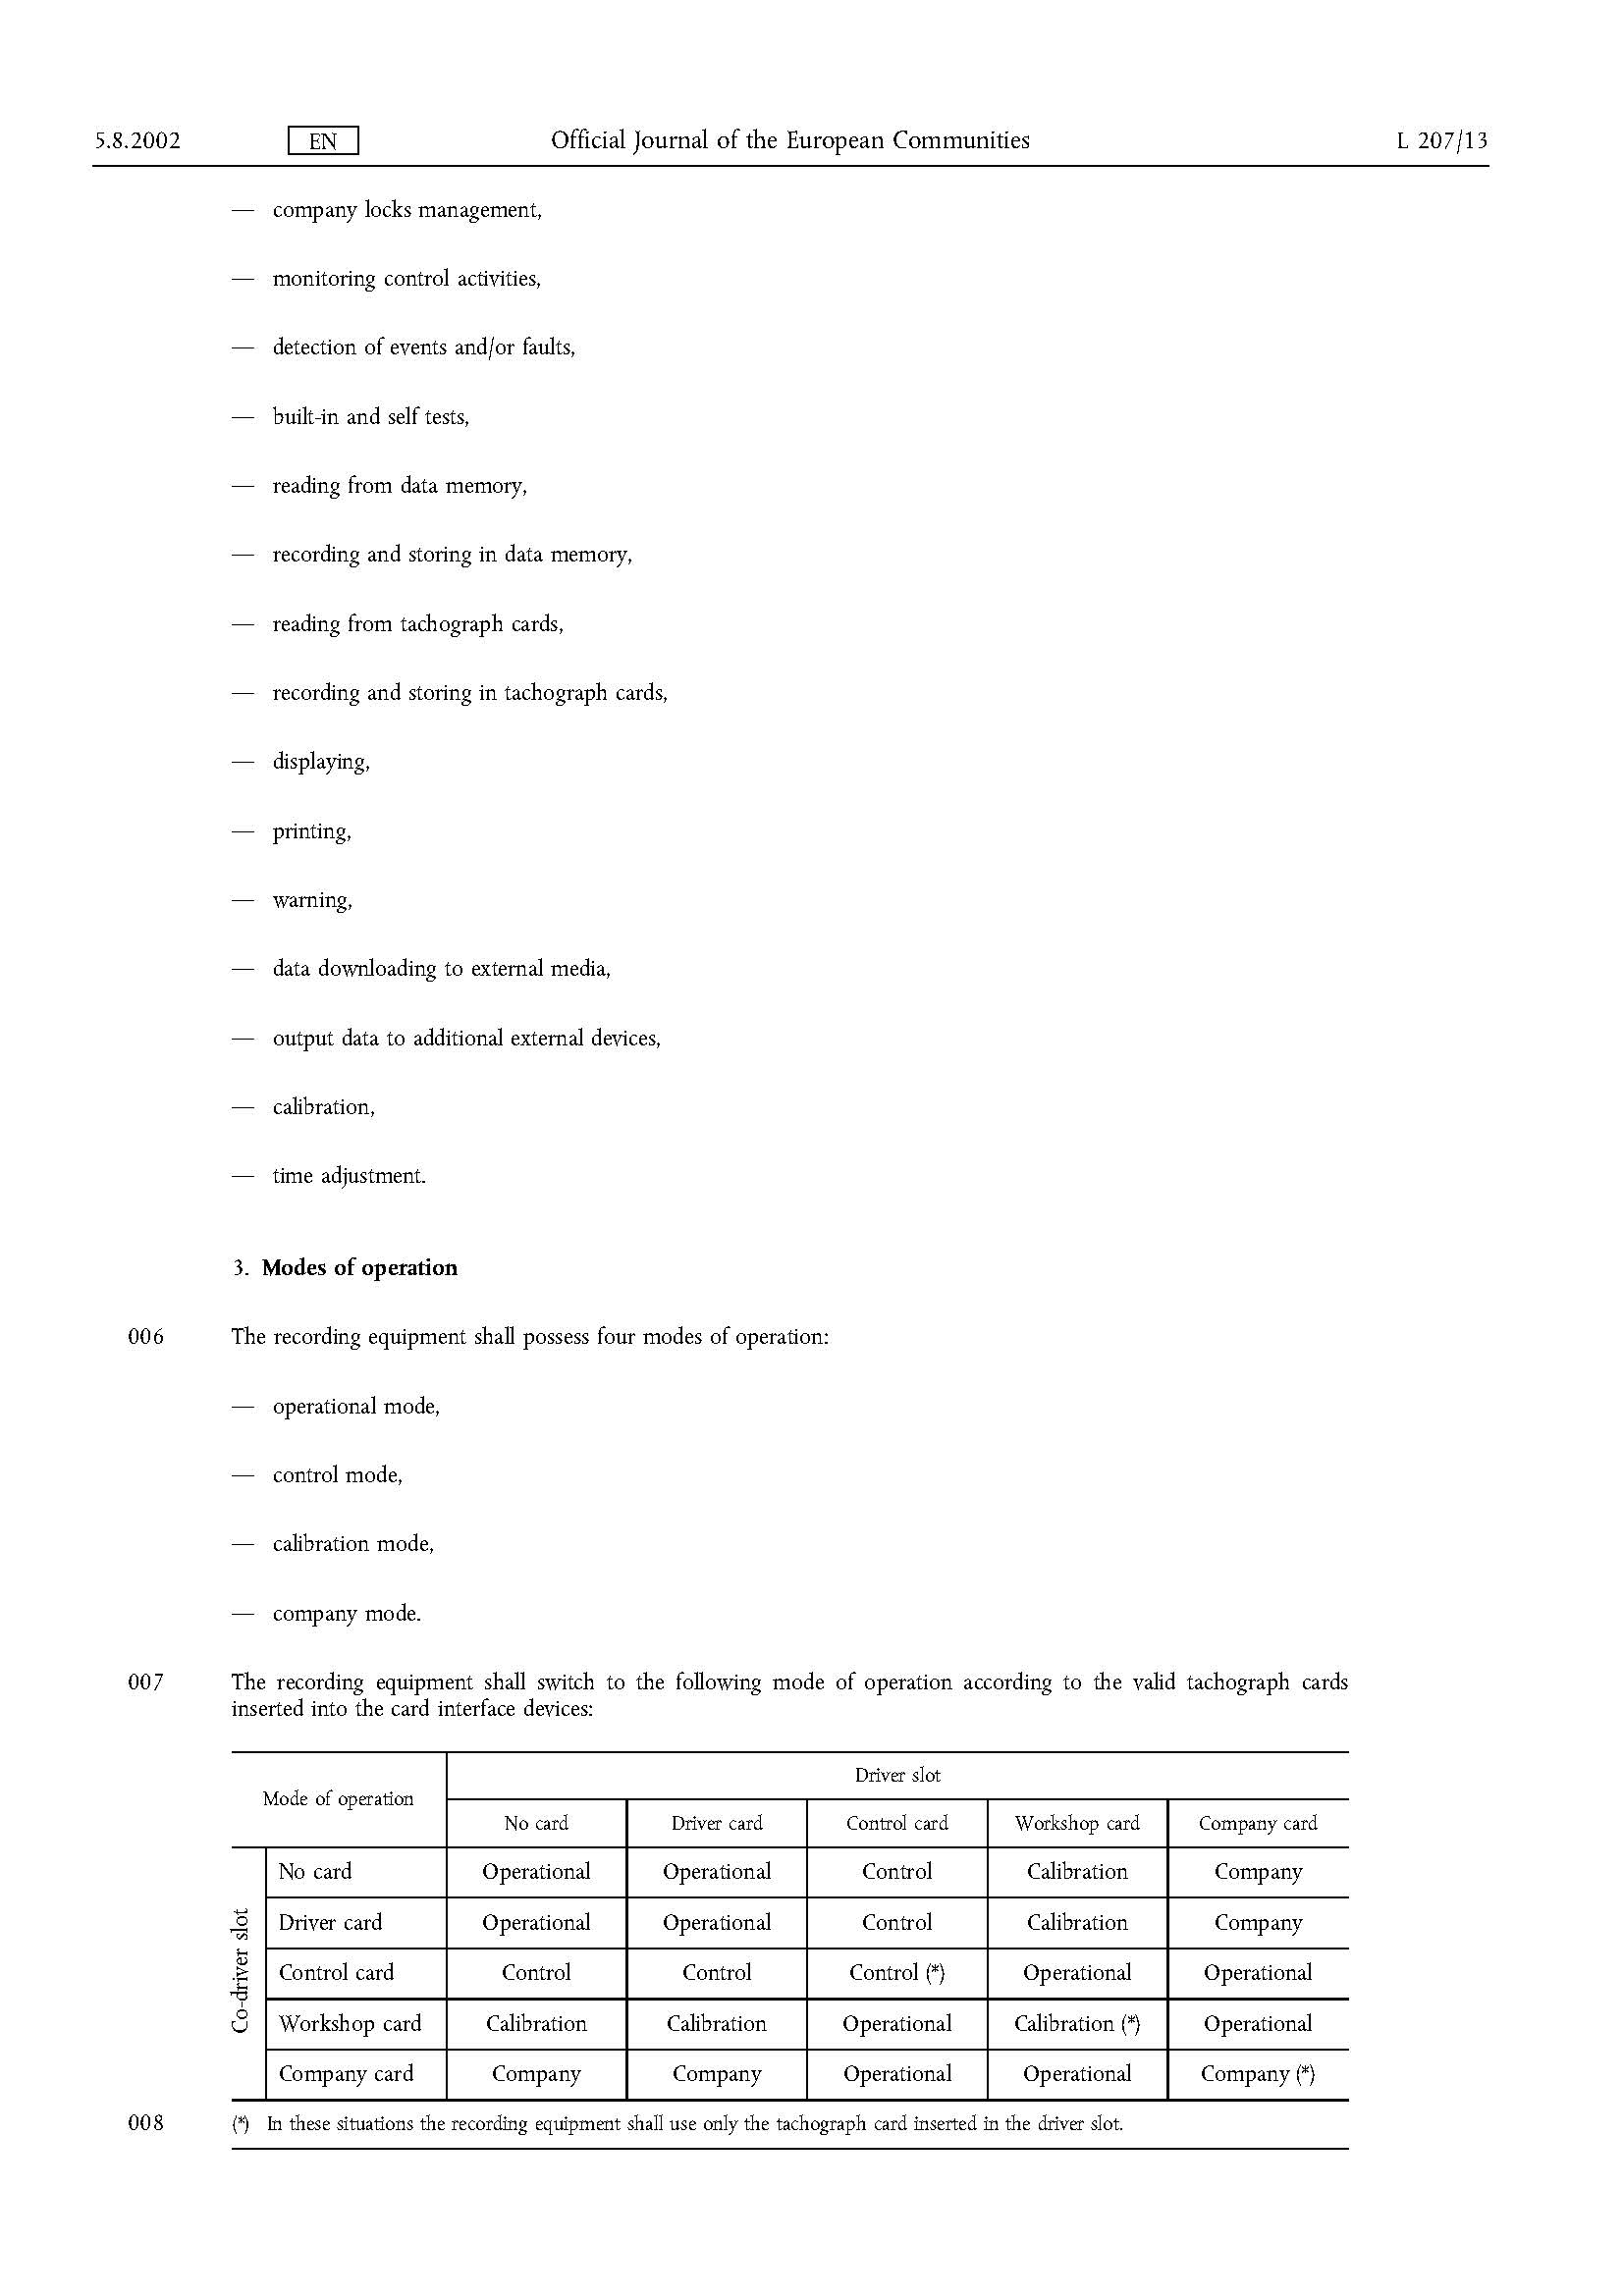 5.8.2002 EN Official Journal of the European Communities L 207/13
— company locks management,
— monitoring control activities,
— detection of events and/or faults,
— built-in and self tests,
— reading from data memory,
— recording and storing in data memory,
— reading from tachograph cards,
— recording and storing in tachograph cards,
— displaying,
— printing,
— warning,
— data downloading to external media,
— output data to additional external devices,
— calibration,
— time adjustment.
3. Modes of operation
006 The recording equipment shall possess four modes of operation:
— operational mode,
— control mode,
— calibration mode,
— company mode.
007 The recording equipment shall switch to the following mode of operation according to the valid tachograph cards
inserted into the card interface devices:
Mode of operation
Driver slot
No card Driver card Control card Workshop card Company card
Co-driver slot
No card Operational Operational Control Calibration Company
Driver card Operational Operational Control Calibration Company
Control card Control Control Control (*) Operational Operational
Workshop card Calibration Calibration Operational Calibration (*) Operational
Company card Company Company Operational Operational Company (*)
008 (*) In these situations the recording equipment shall use only the tachograph card inserted in the driver slot.